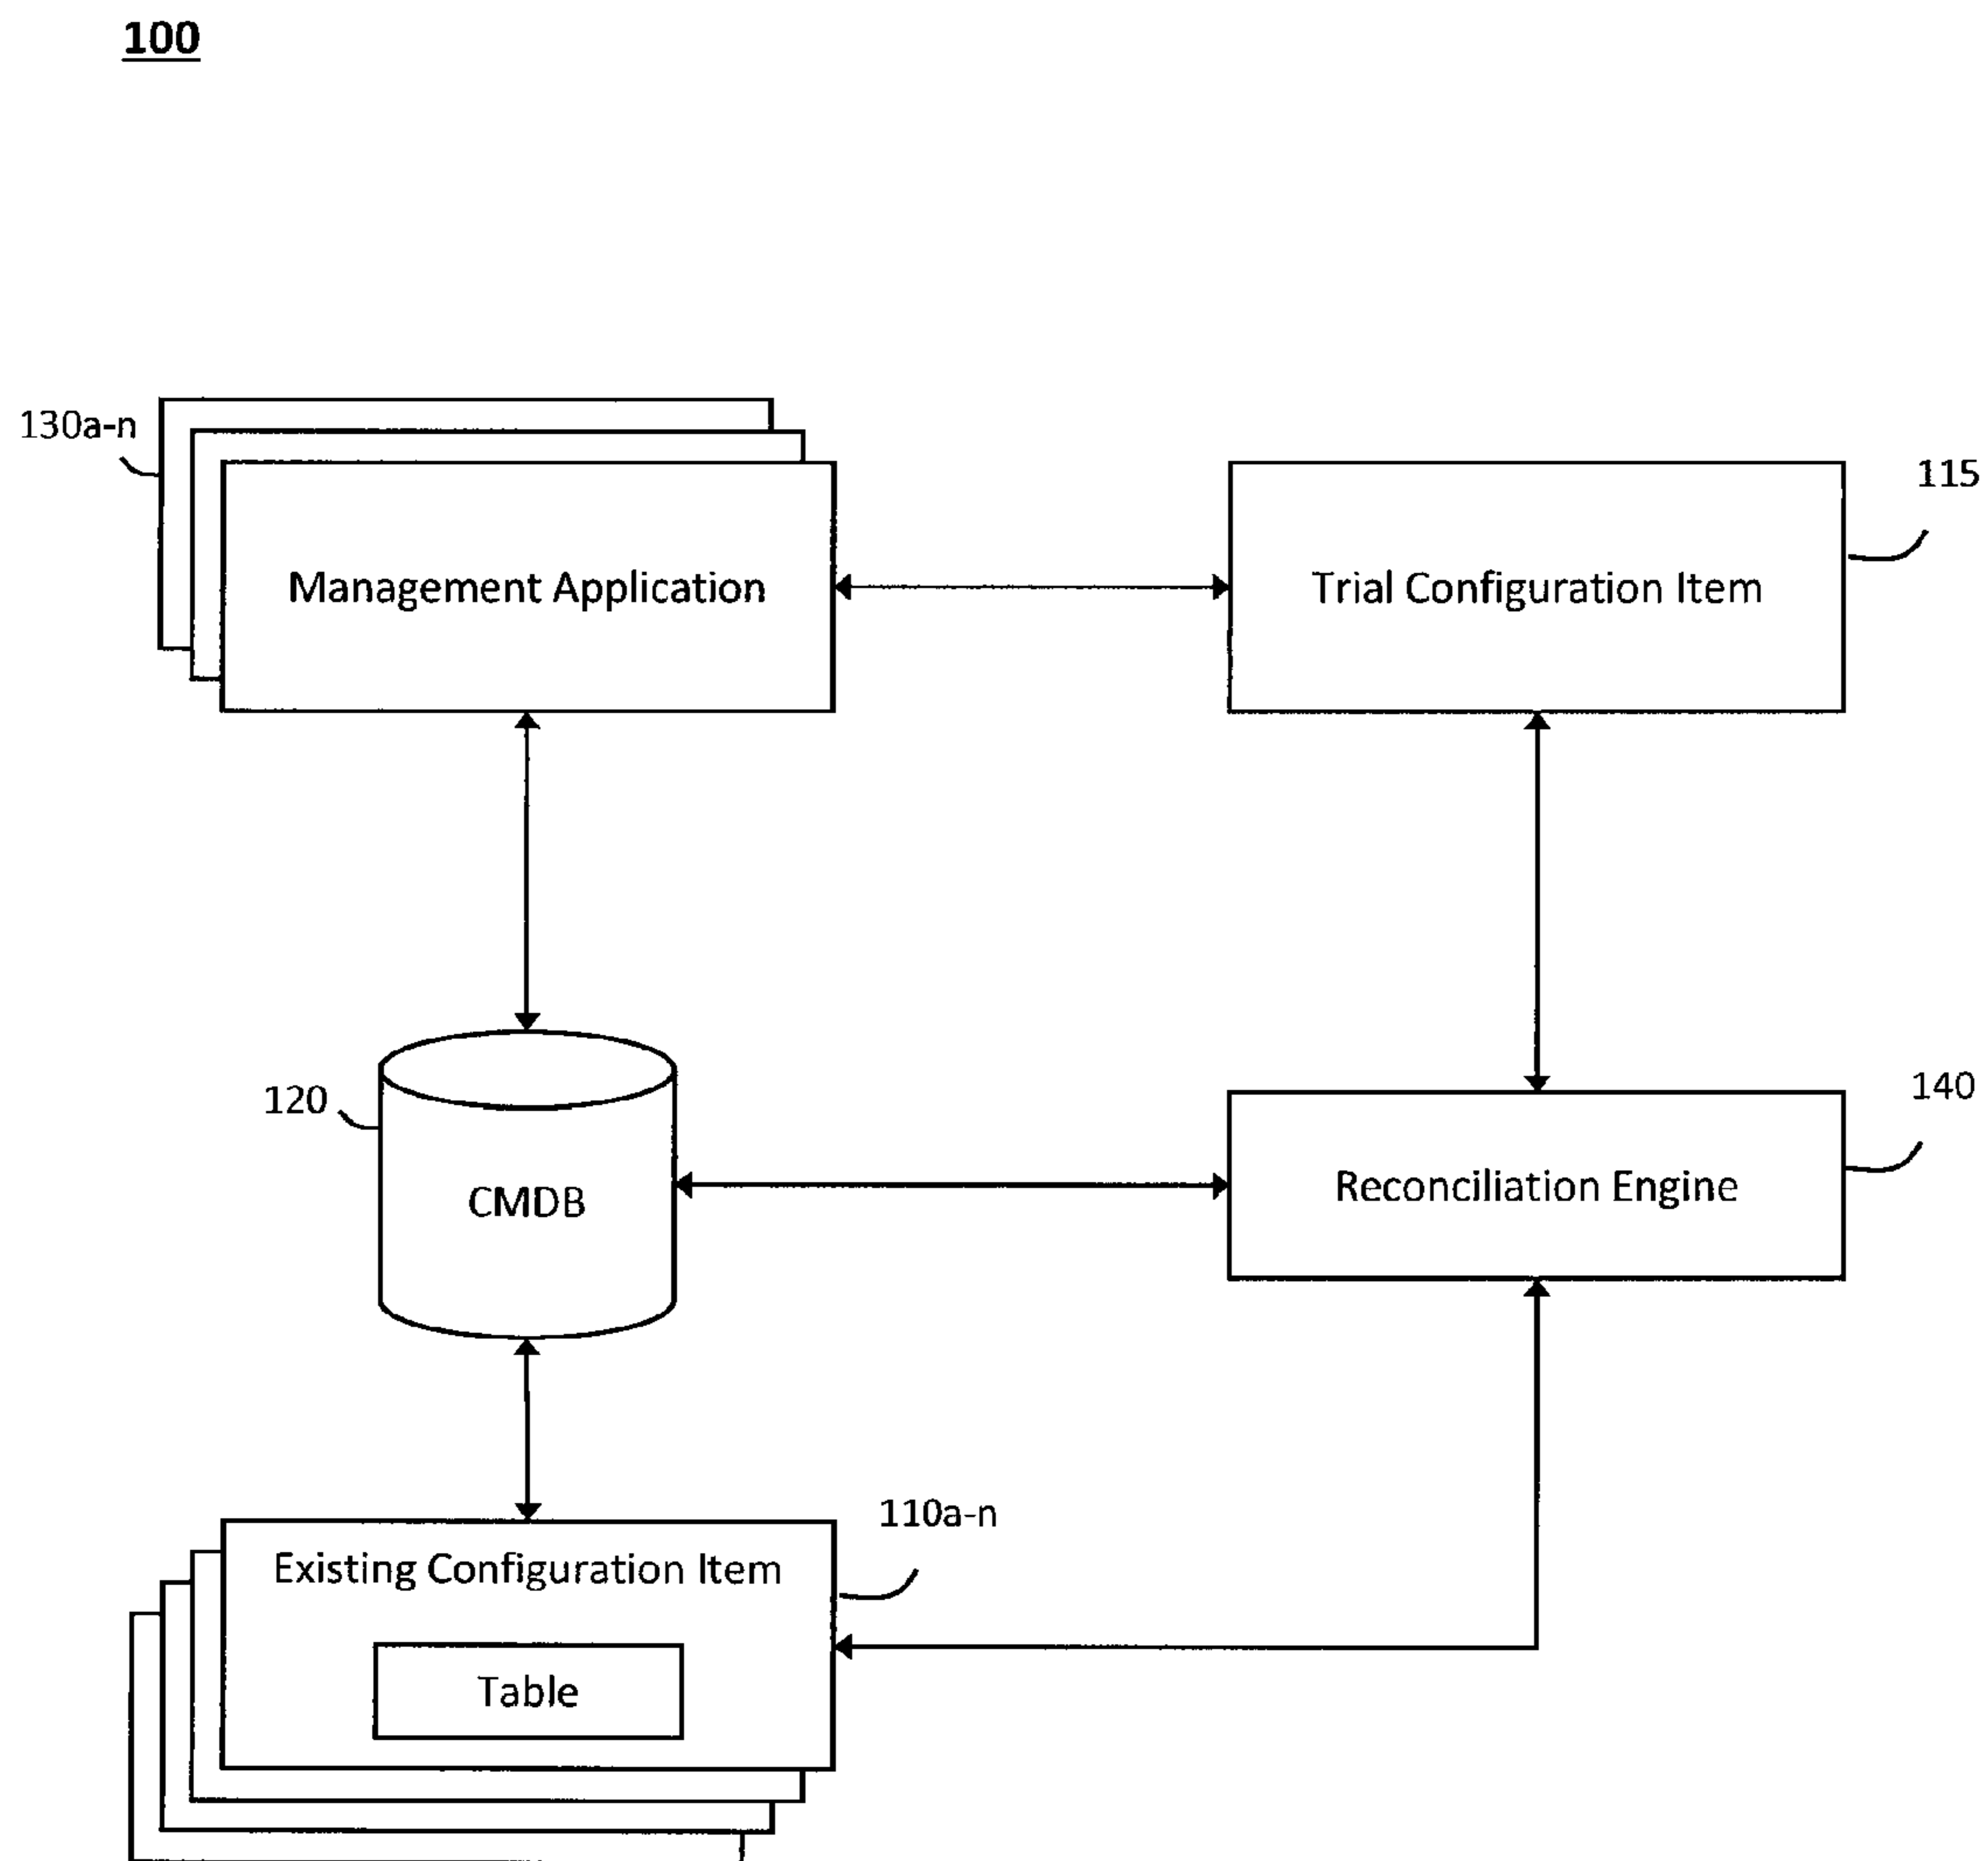 100
130a-n
115
Management Application
Trial Configuration Item
120
140
CMDB
Reconciliation Engine
110a-n
Existing Configuration Item
Table